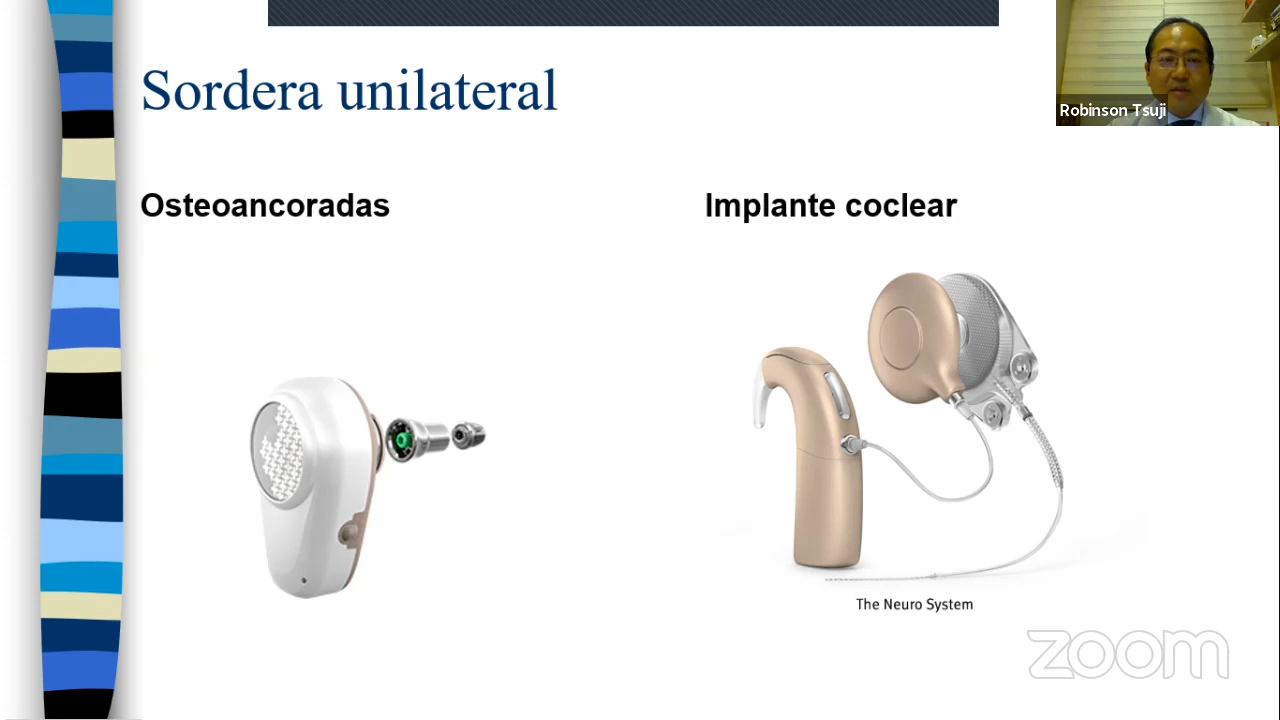 Sordera unilateral
Robinson Tsuji
Osteoancoradas
Implante coclear
The Neuro System
zoom